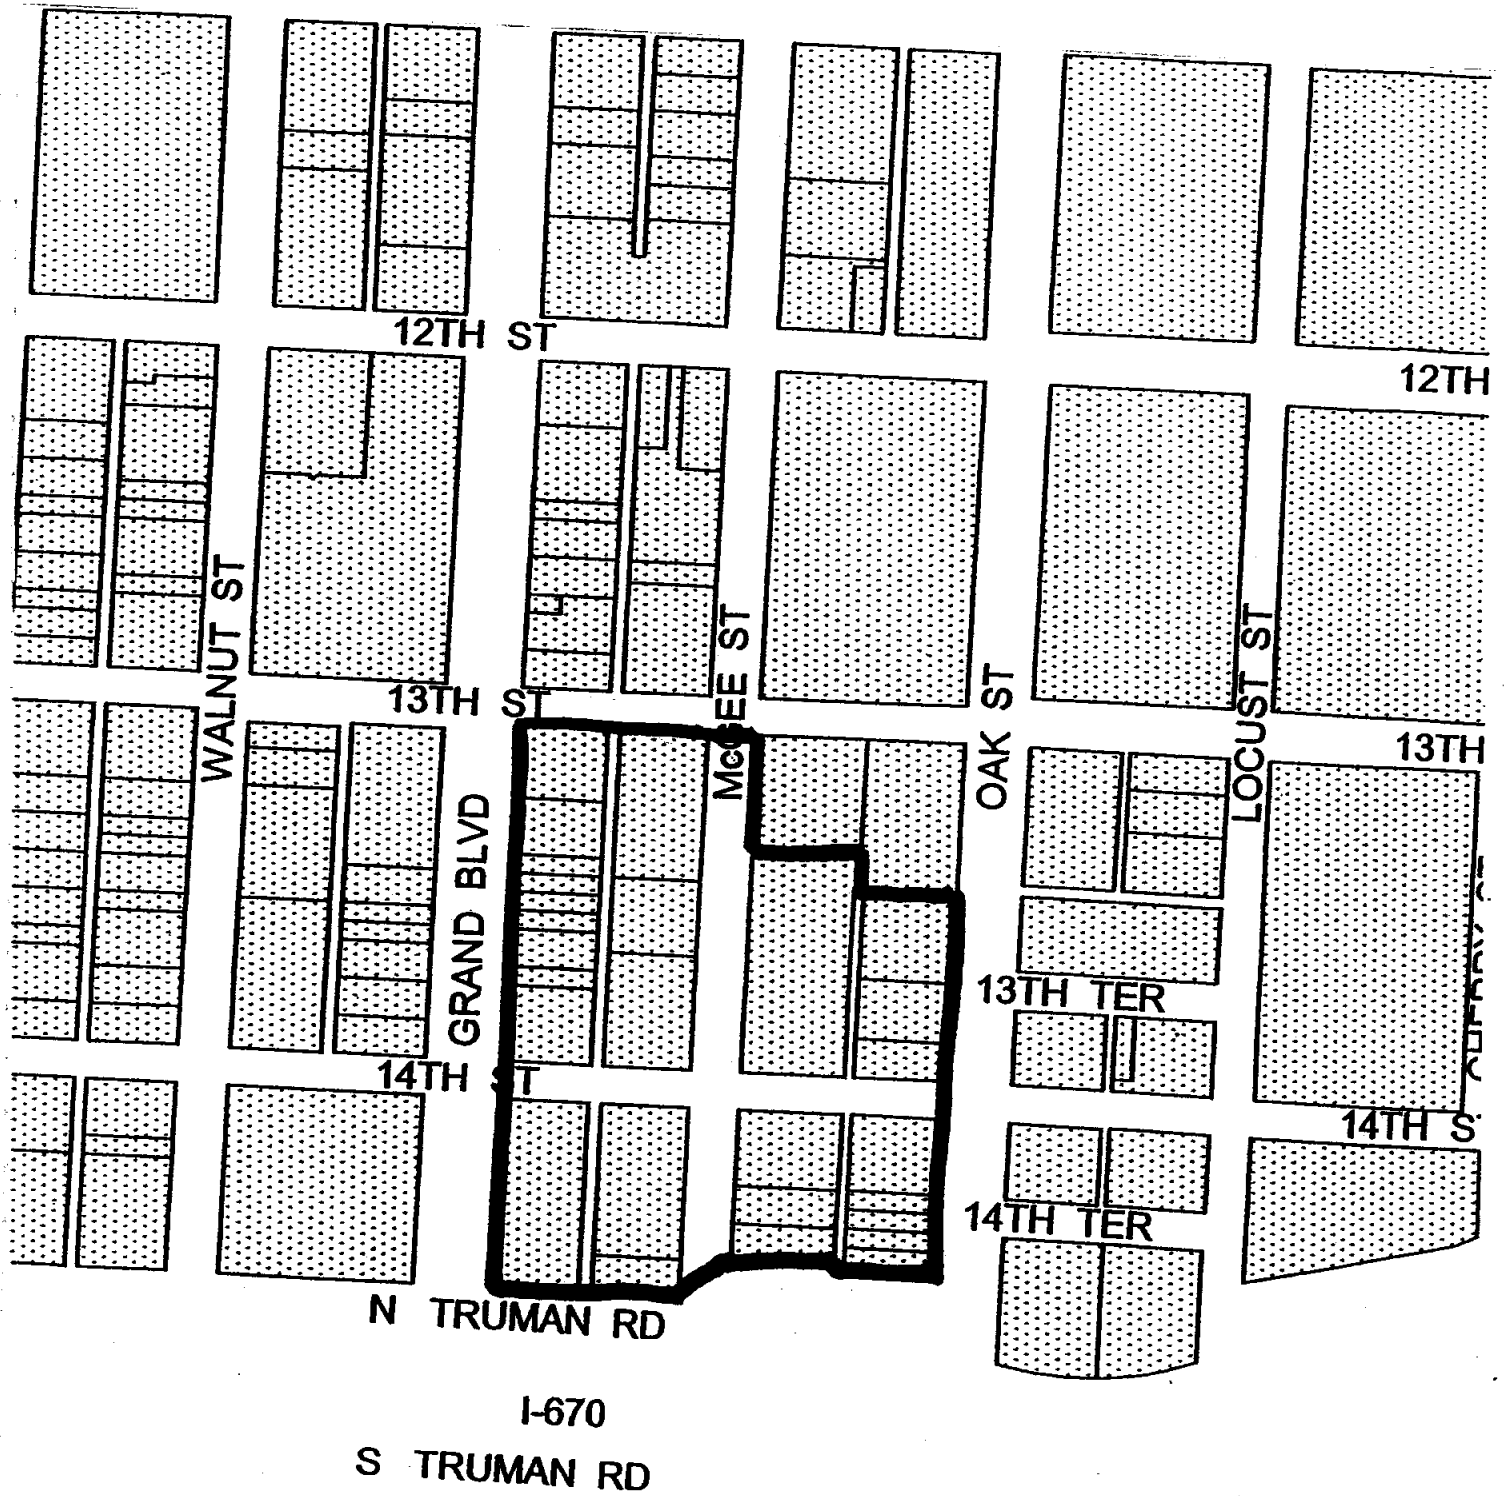 12TH ST
12TH
WALNUT ST
McGEE ST
LOCUST ST
13TH ST
OAK ST
13TH
GRAND BLVD
13TH TER
14TH ST
14TH S
14TH TER
N TRUMAN RD
I-670
S TRUMAN RD